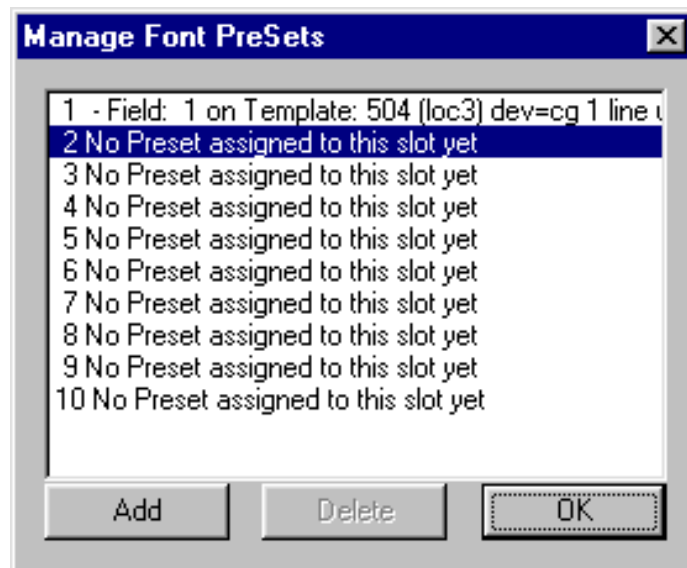 Manage Font PreSets
1 - Field: 1 on Template: 504 (loc3) dev=cg 1 line
2 No Preset assigned to this slot yet
3 No Preset assigned to this slot yet
4 No Preset assigned to this slot yet
5 No Preset assigned to this slot yet
6 No Preset assigned to this slot yet
7 No Preset assigned to this slot yet
8 No Preset assigned to this slot yet
9 No Preset assigned to this slot yet
10 No Preset assigned to this slot yet
Add Delete OK